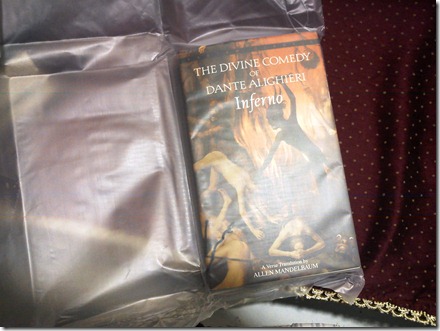 THE DIVINE COMEDY
OF
DANTE ALIGHIERI
Inferno
A Verse Translation by
ALLEN MANDELBAUM